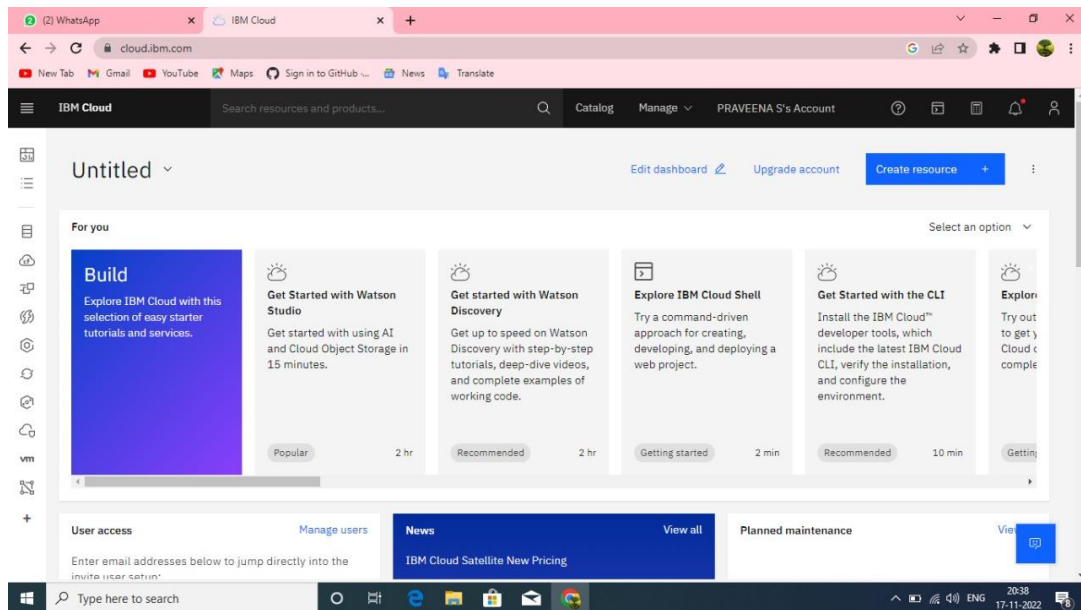 (2) WhatsApp
IBM Cloud
cloud.ibm.com
New Tab Gmail YouTube Maps Sign in to GitHub -... News Translate
IBM Cloud Search resources and products... Catalog Manage PRAVEENA S's Account
Untitled
Edit dashboard Upgrade account Create resource +
For you
Select an option
Build
Explore IBM Cloud with this
selection of easy starter
tutorials and services.
Get Started with Watson
Studio
Get started with using AI
and Cloud Object Storage in
15 minutes.
Popular 2 hr
Get started with Watson
Discovery
Get up to speed on Watson
Discovery with step-by-step
tutorials, deep-dive videos,
and complete examples of
working code.
Recommended 2 hr
Explore IBM Cloud Shell
Try a command-driven
approach for creating,
developing, and deploying a
web project.
Getting started 2 min
Get Started with the CLI
Install the IBM Cloud™
developer tools, which
include the latest IBM Cloud
CLI, verify the installation,
and configure the
environment.
Recommended 10 min
Try out
to get
Cloud
comple
vm
User access Manage users
Enter email addresses below to jump directly into the
invite user setup:
News View all
IBM Cloud Satellite New Pricing
Planned maintenance
Type here to search
ENG
20:38
17-11-2022